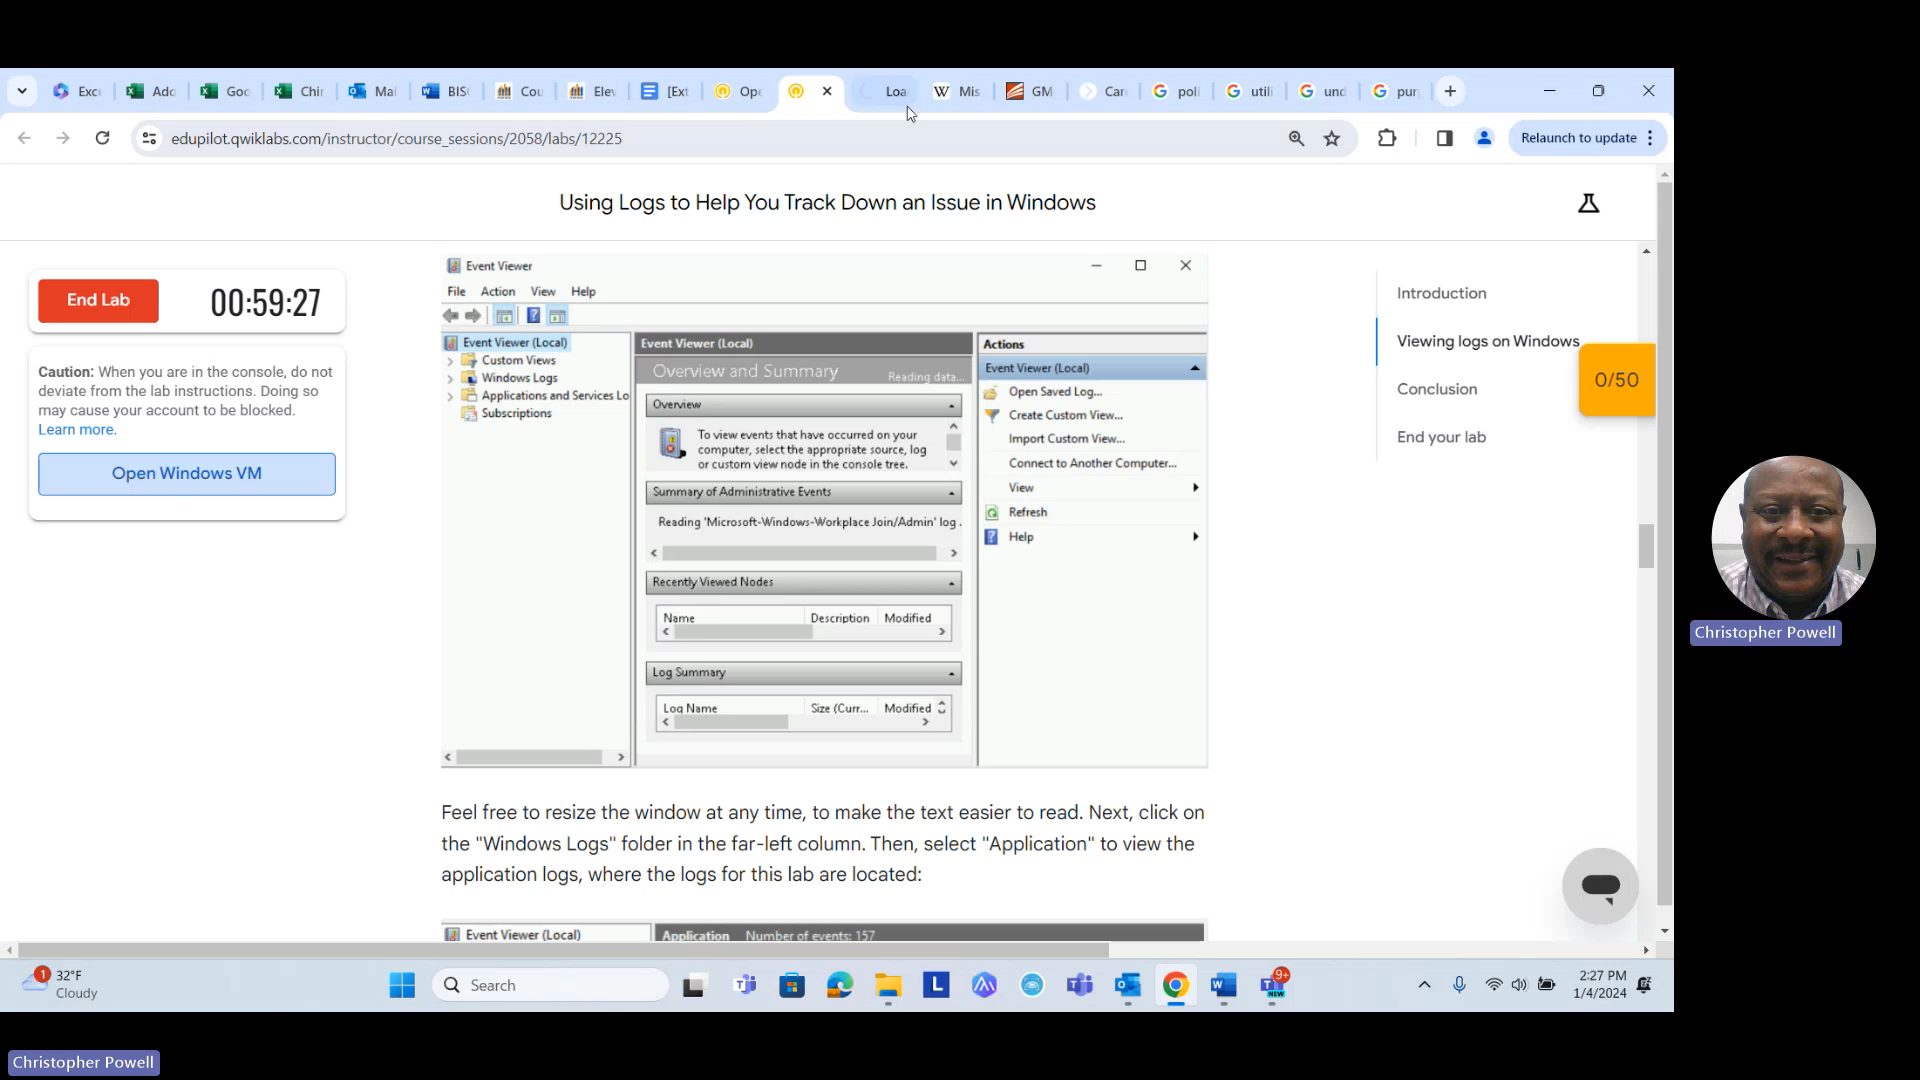 Exce
Adc
Goc
Chir
Mai
BIS
Cou
Elev
[Ext
Ope
Loa
Mis
GM
Can
poli
utili
und
pur
edupilot.qwiklabs.com/instructor/course_sessions/2058/labs/12225
Relaunch to update
Using Logs to Help You Track Down an Issue in Windows
End Lab
00:59:27
Caution: When you are in the console, do not
deviate from the lab instructions. Doing so
may cause your account to be blocked.
Learn more.
Open Windows VM
Event Viewer
File Action View Help
Event Viewer (Local)
Custom Views
Windows Logs
Applications and Services Lo
Subscriptions
Event Viewer (Local)
Overview and Summary
Reading data...
Overview
To view events that have occurred on your
computer, select the appropriate source, log
or custom view node in the console tree.
Summary of Administrative Events
Reading 'Microsoft-Windows-Workplace Join/Admin' log .
Recently Viewed Nodes
Name Description Modified
Log Summary
Log Name Size (Curr... Modified
Actions
Event Viewer (Local)
Open Saved Log...
Create Custom View...
Import Custom View...
Connect to Another Computer...
View
Refresh
Help
Feel free to resize the window at any time, to make the text easier to read. Next, click on
the "Windows Logs" folder in the far-left column. Then, select "Application" to view the
application logs, where the logs for this lab are located:
Event Viewer (Local)
Application Number of events: 157
Introduction
Viewing logs on Windows
Conclusion
End your lab
0/50
Christopher Powell
1
32°F
Cloudy
Search
9+
NEW
2:27 PM
1/4/2024
Christopher Powell